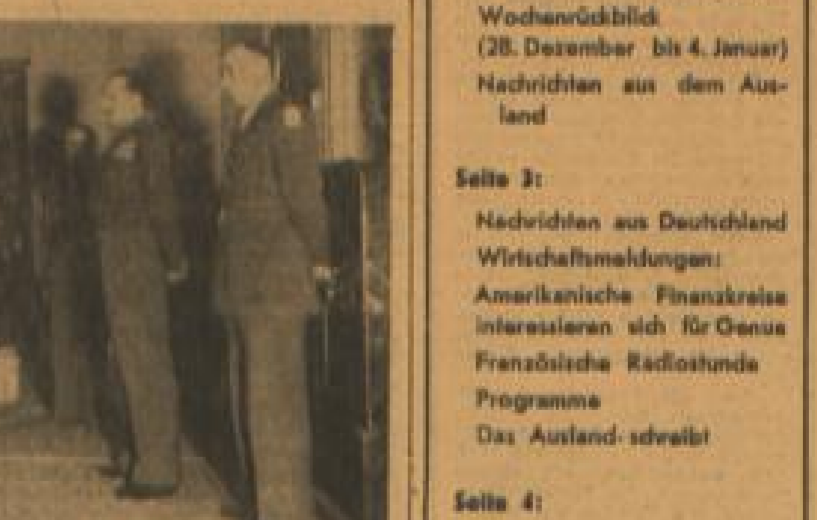 Wochenrückblick
(28. Dezember bis 4. Januar)
Nachrichten aus dem Aus-
land
Seite 3:
Nachrichten aus Deutschland
Wirtschaftsmeldungen:
Amerikanische Finanzkreise
interessieren sich für Genua
Französische Radiostunde
Programme
Das Ausland schreibt
Seite 4: